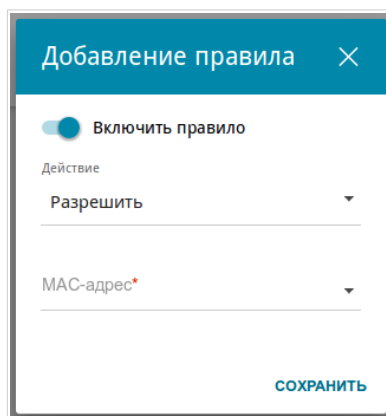 Добавление правила
Включить правило
Действие
Разрешить
MAC-адрес*
СОХРАНИТЬ